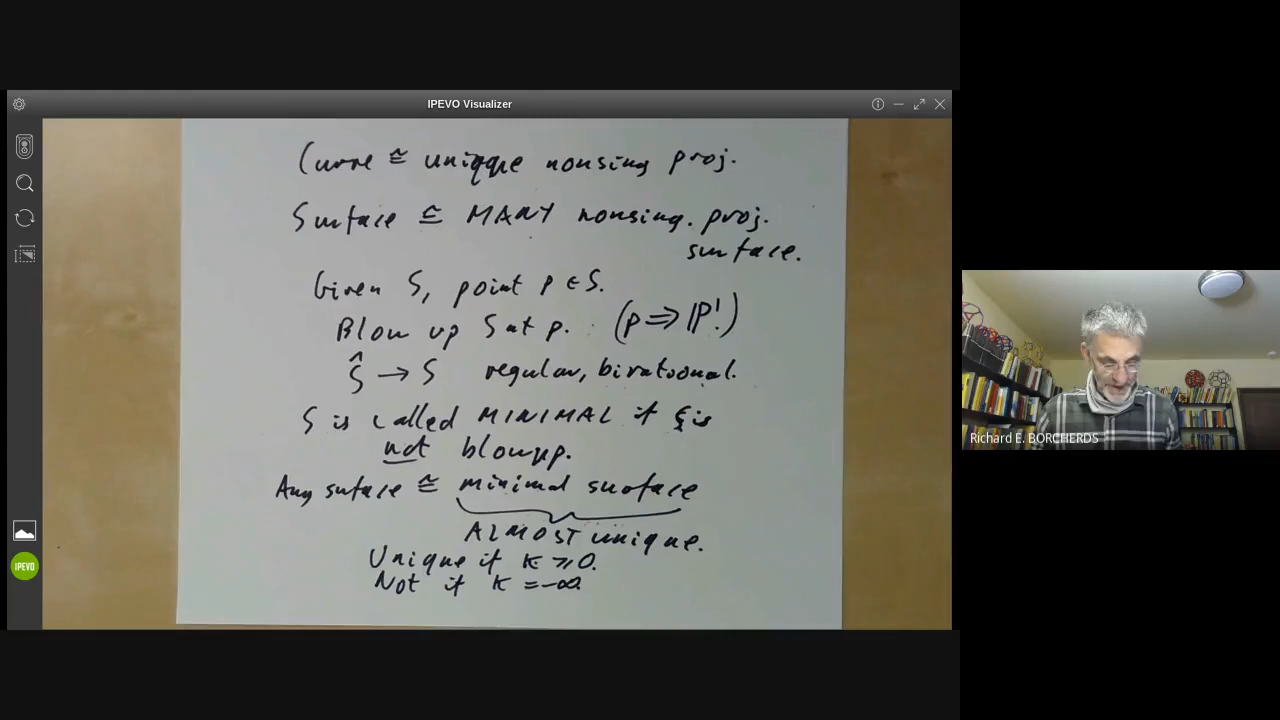 IPEVO Visualizer
Curve ≅ uniqque nonsing proj.
Surface ≅ MANY nonsing. proj.
surface.
Given S, point p ∈ S.
Blow up S at p. (p ⇒ ℙ¹.)
Ŝ → S regular, birational.
S is called MINIMAL if S is
not blowup.
Any suface ≅ minimal surface
ALMOST unique.
Unique if K ⩾ 0.
Not if K = -∞.
Richard E. BORCHERDS
IPEVO